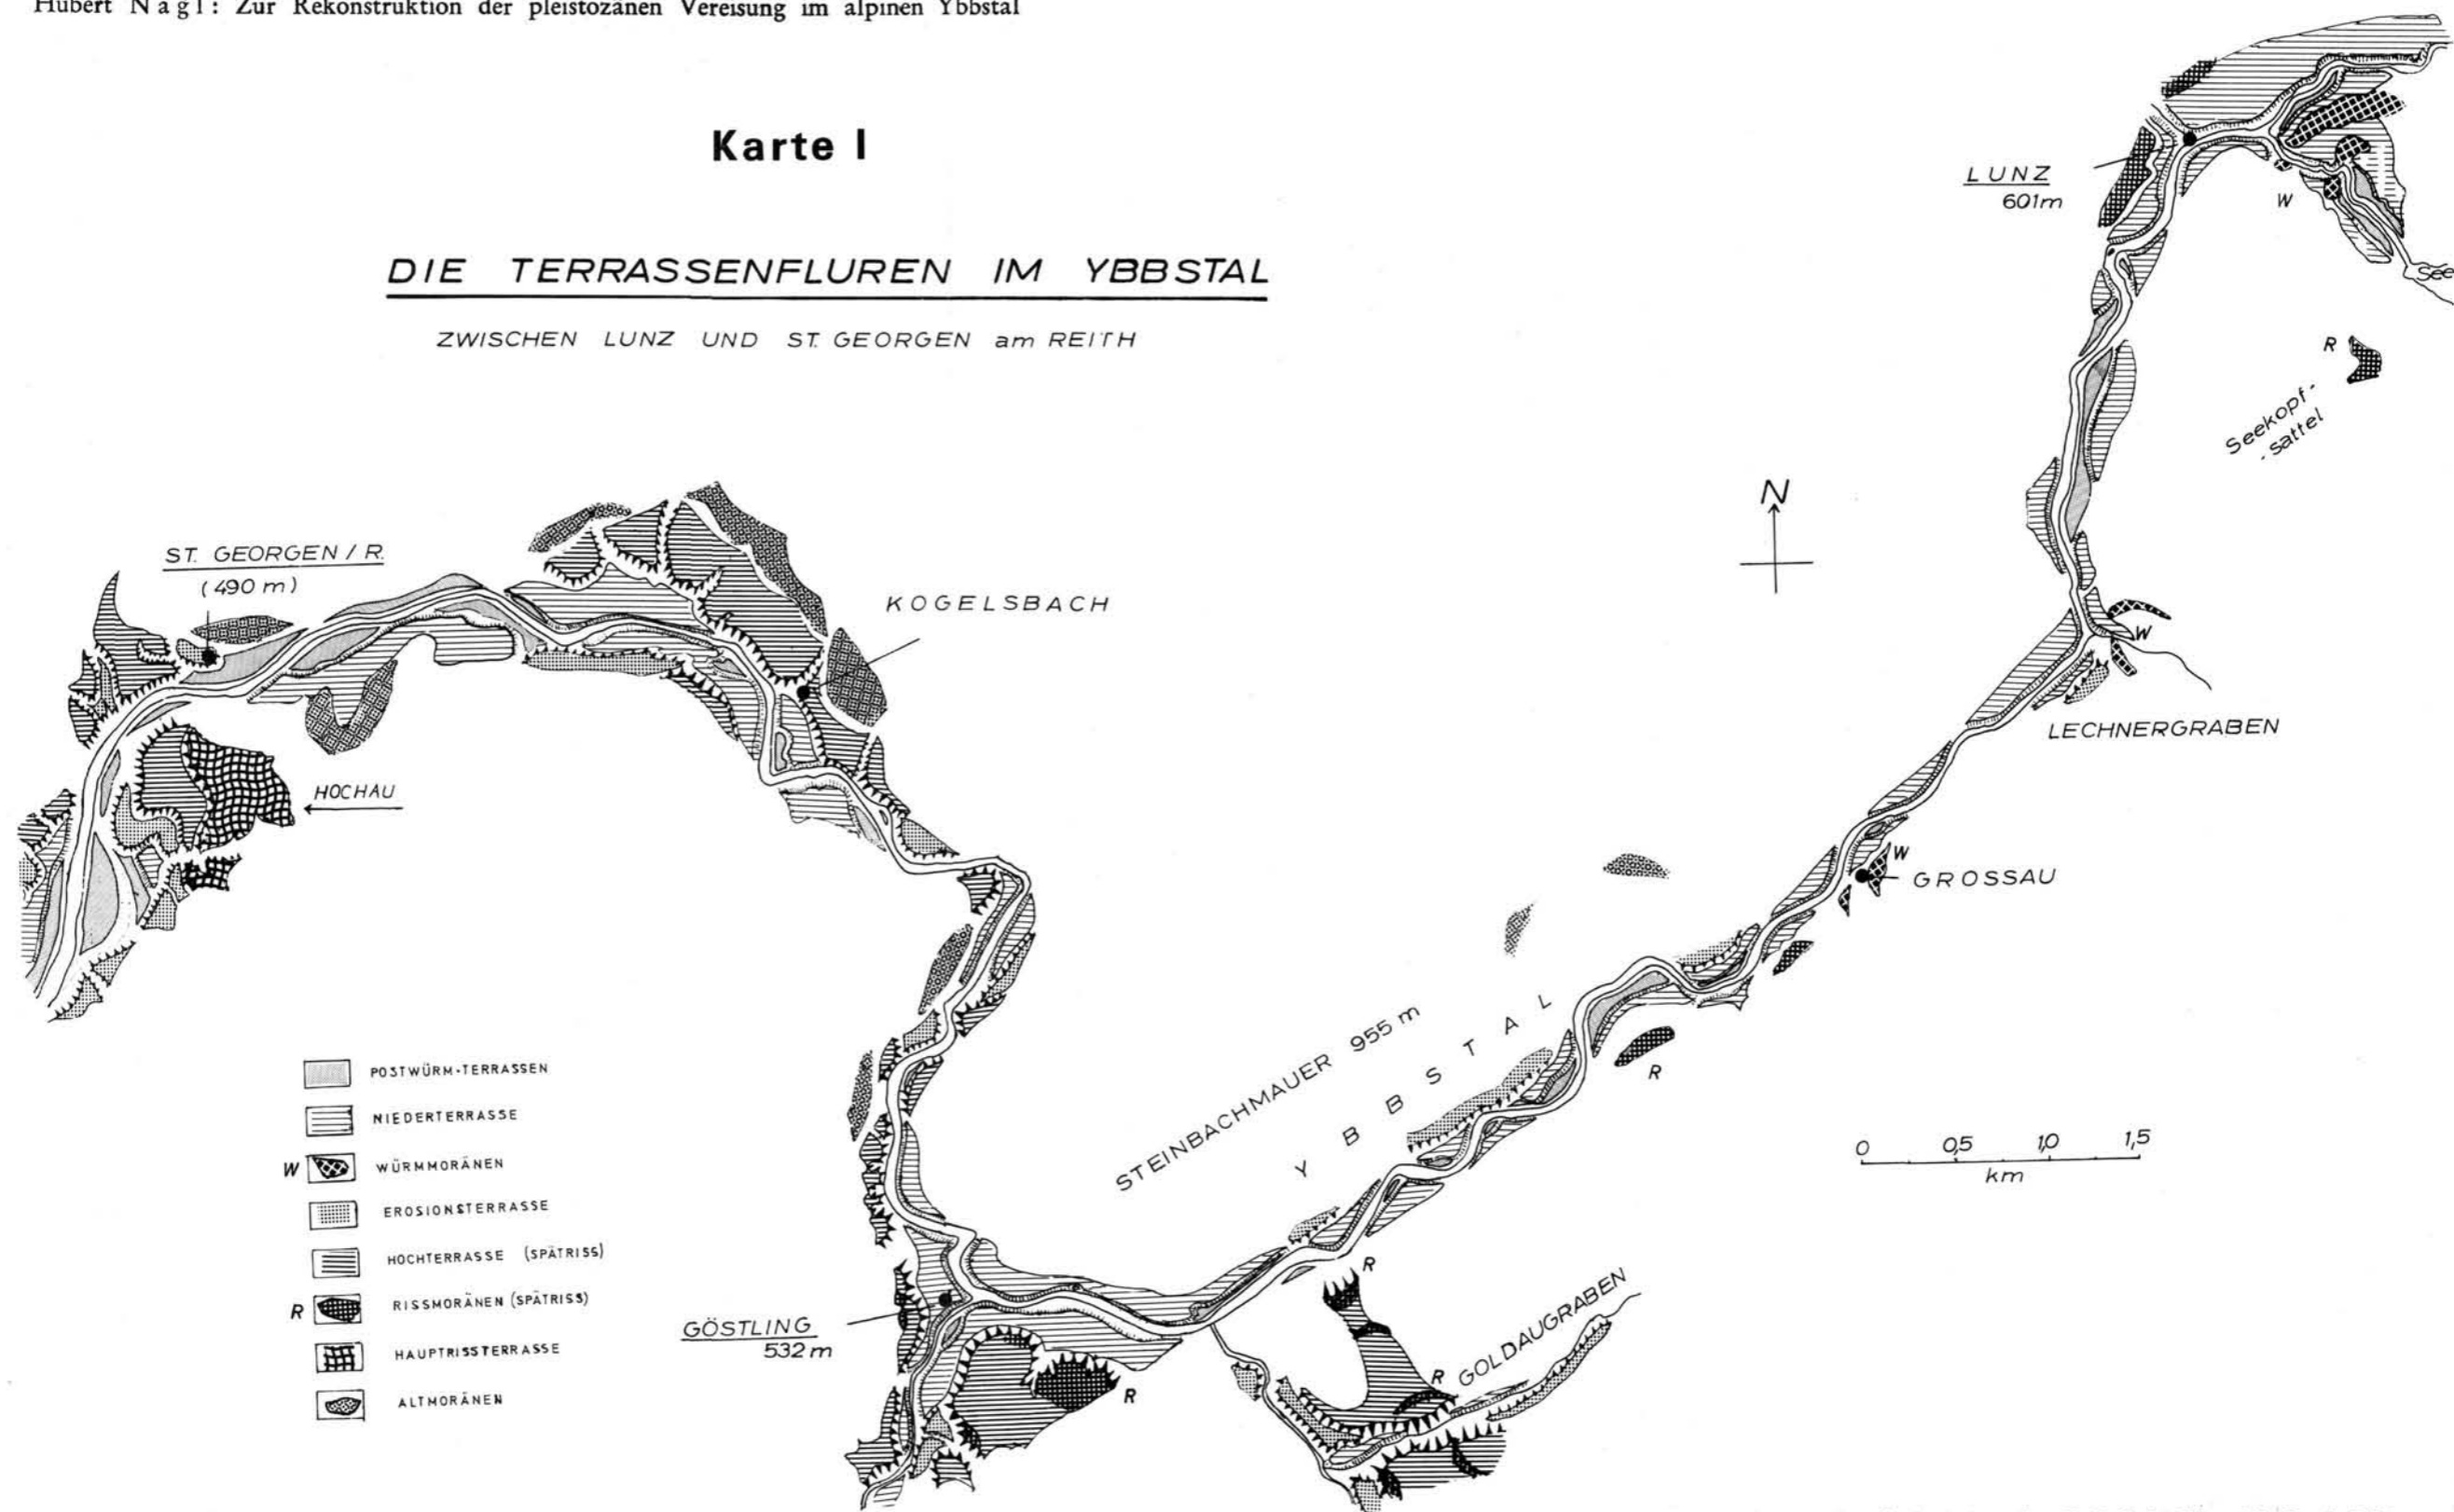 Hubert Nagl: Zur Rekonstruktion der pleistozänen Vereisung im alpinen Ybbstal
Karte I
DIE TERRASSENFLUREN IM YBBSTAL
ZWISCHEN LUNZ UND ST. GEORGEN am REITH
LUNZ
601m
W
See
R
Seekopf-
-sattel
N
ST. GEORGEN / R.
(490 m)
KOGELSBACH
W
LECHNERGRABEN
HOCHAU
W
GROSSAU
STEINBACHMAUER 955 m
YBBSTAL
R
0 0,5 1,0 1,5
km
POSTWÜRM-TERRASSEN
NIEDERTERRASSE
W WÜRMMORÄNEN
EROSIONSTERRASSE
HOCHTERRASSE (SPÄTRISS)
R RISSMORÄNEN (SPÄTRISS)
HAUPTRISSTERRASSE
ALTMORÄNEN
GÖSTLING
532m
R
R
R
GOLDAUGRABEN